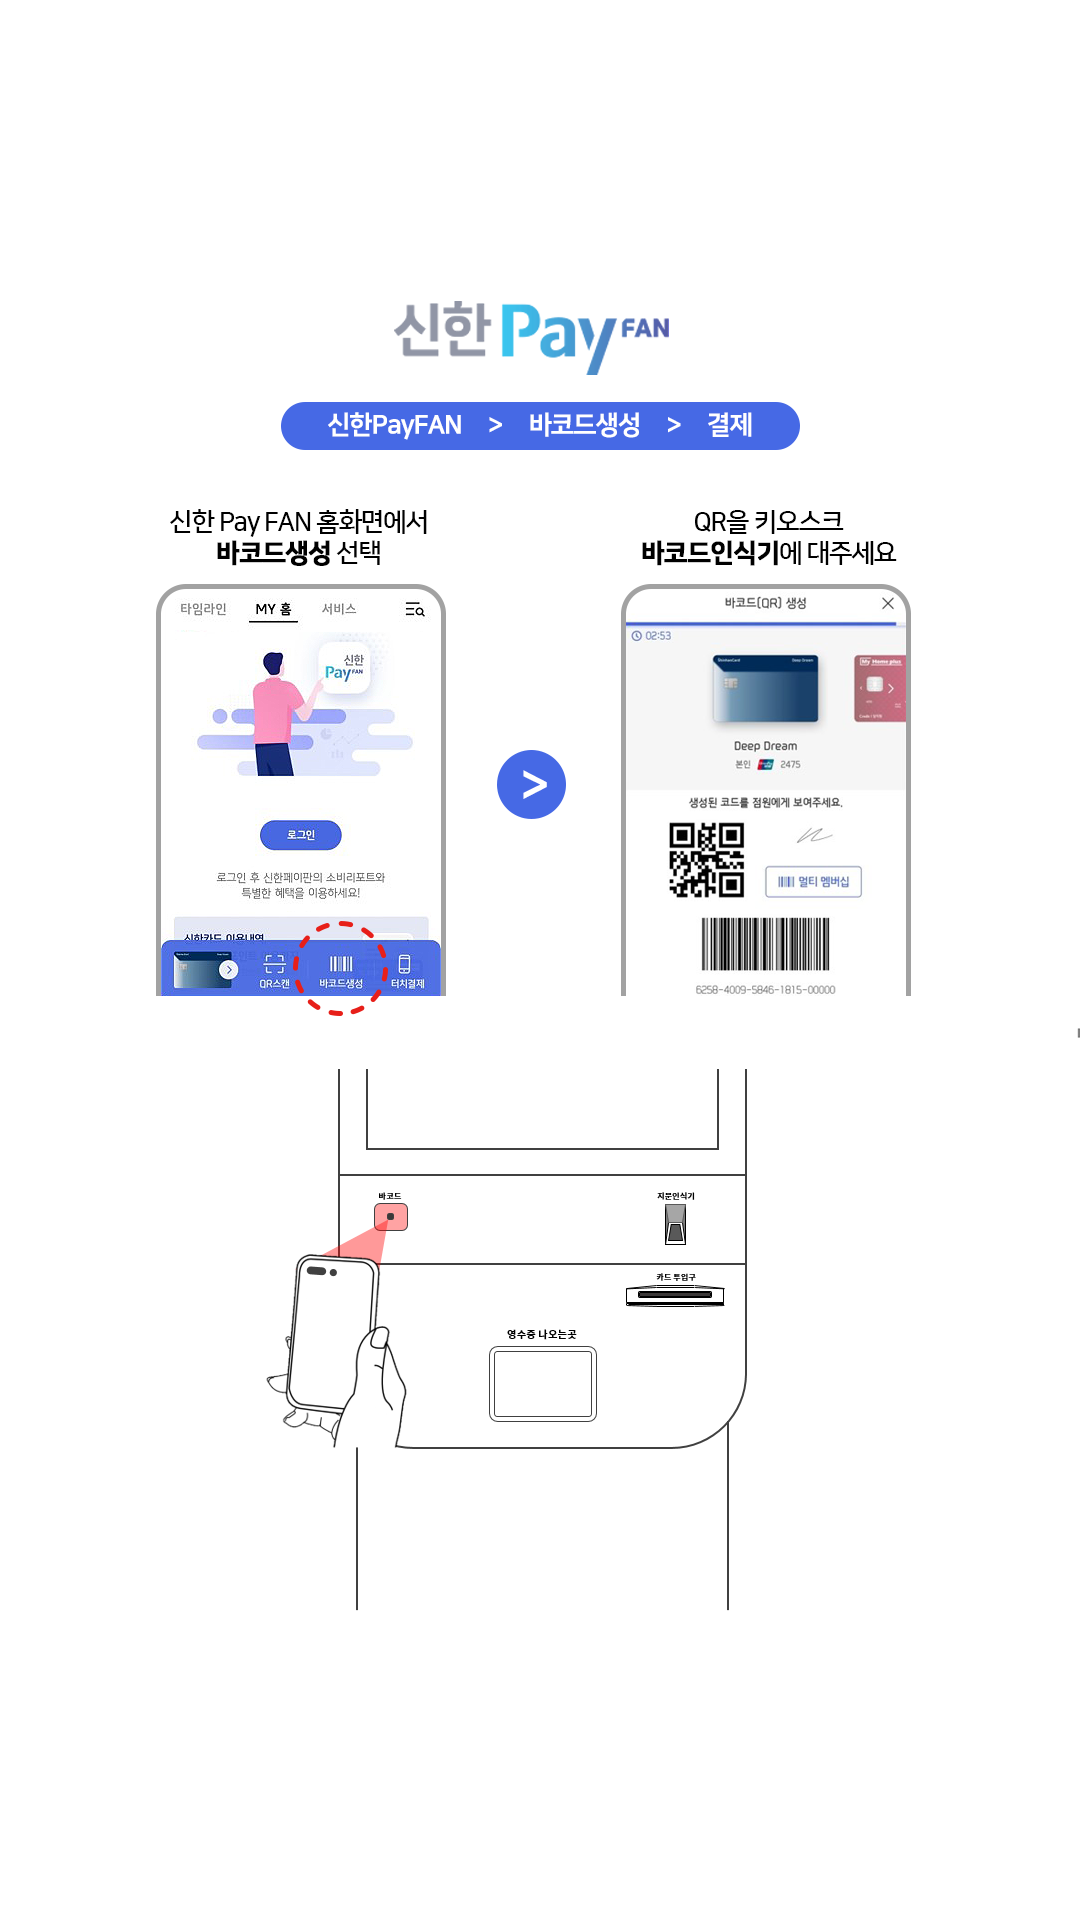 신한 Pay FAN
신한PayFAN > 바코드생성 > 결제
신한 Pay FAN 홈화면에서
바코드생성 선택
타임라인 MY 홈 서비스
신한
Pay FAN
로그인
로그인 후 신한페이판의 소비리포트와
특별한 혜택을 이용하세요!
신한카드 이용내역
QR스캔 바코드생성 터치결제
>
QR을 키오스크
바코드인식기에 대주세요
바코드(QR) 생성
02:53
Deep Dream
My Home plus
Deep Dream
본인 2475
생성된 코드를 점원에게 보여주세요.
멀티 멤버십
6258-4009-5846-1815-00000
바코드
지문인식기
카드 투입구
영수증 나오는곳